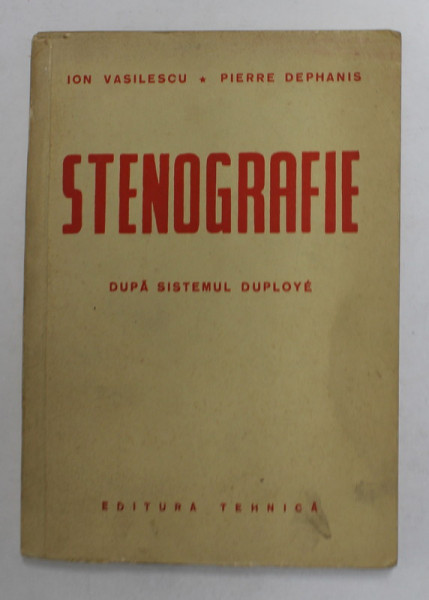 ION VASILESCU ★ PIERRE DEPHANIS
STENOGRAFIE
DUPĂ SISTEMUL DUPLOYÉ
EDITURA TEHNICĂ